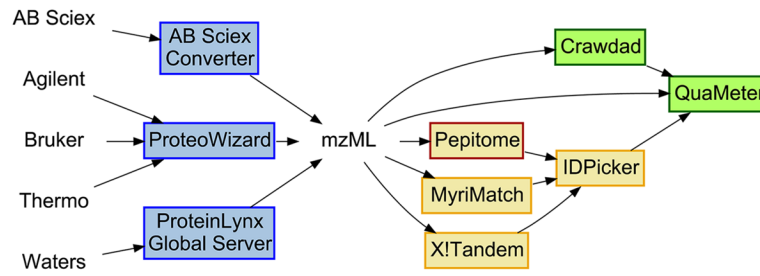 AB Sciex
Agilent
Bruker
Thermo
Waters
AB Sciex
Converter
ProteoWizard
ProteinLynx
Global Server
mzML
Crawdad
QuaMeter
Pepitome
MyriMatch
IDPicker
X!Tandem